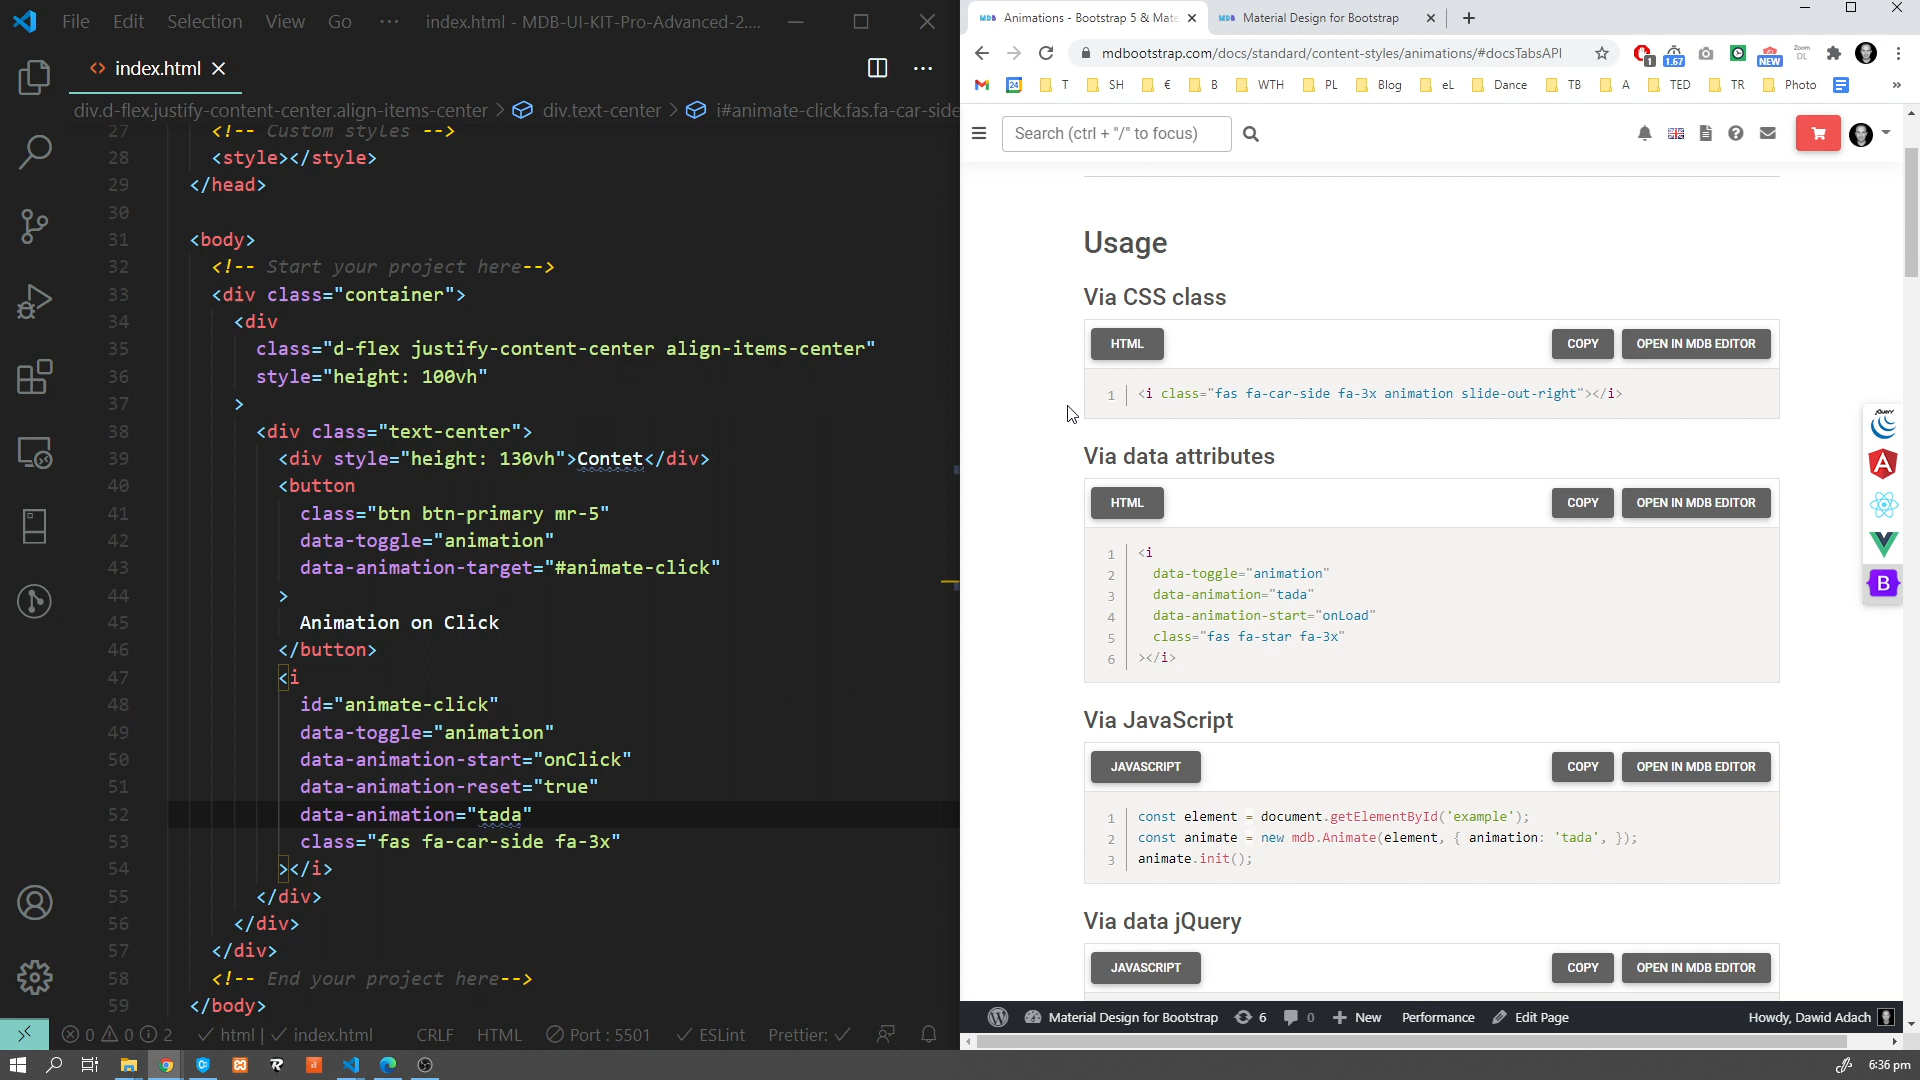 File Edit Selection View Go ··· index.html - MDB-UI-KIT-Pro-Advanced-2....
<> index.html
div.d-flex.justify-content-center.align-items-center > div.text-center > i#animate-click.fas.fa-car-side
27 <!-- Custom styles -->
28 <style></style>
29 </head>
30
31 <body>
32 <!-- Start your project here-->
33 <div class="container">
34 <div
35 class="d-flex justify-content-center align-items-center"
36 style="height: 100vh"
37 >
38 <div class="text-center">
39 <div style="height: 130vh">Contet</div>
40 <button
41 class="btn btn-primary mr-5"
42 data-toggle="animation"
43 data-animation-target="#animate-click"
44 >
45 Animation on Click
46 </button>
47 <i
48 id="animate-click"
49 data-toggle="animation"
50 data-animation-start="onClick"
51 data-animation-reset="true"
52 data-animation="tada"
53 class="fas fa-car-side fa-3x"
54 ></i>
55 </div>
56 </div>
57 </div>
58 <!-- End your project here-->
59 </body>
0 0 2 html | index.html CRLF HTML Port : 5501 ESLint Prettier:
MDB Animations - Bootstrap 5 & Mate MDB Material Design for Bootstrap
mdbootstrap.com/docs/standard/content-styles/animations/#docsTabsAPI 1 1.67 NEW Zoom DL
24 T SH € B WTH PL Blog eL Dance TB A TED TR Photo »
Search (ctrl + "/" to focus)
Usage
Via CSS class
HTML COPY OPEN IN MDB EDITOR
1 <i class="fas fa-car-side fa-3x animation slide-out-right"></i>
Via data attributes
HTML COPY OPEN IN MDB EDITOR
1 <i
2 data-toggle="animation"
3 data-animation="tada"
4 data-animation-start="onLoad"
5 class="fas fa-star fa-3x"
6 ></i>
Via JavaScript
JAVASCRIPT COPY OPEN IN MDB EDITOR
1 const element = document.getElementById('example');
2 const animate = new mdb.Animate(element, { animation: 'tada', });
3 animate.init();
Via data jQuery
JAVASCRIPT COPY OPEN IN MDB EDITOR
jQuery
A
B
Material Design for Bootstrap 6 0 New Performance Edit Page Howdy, Dawid Adach
6:36 pm